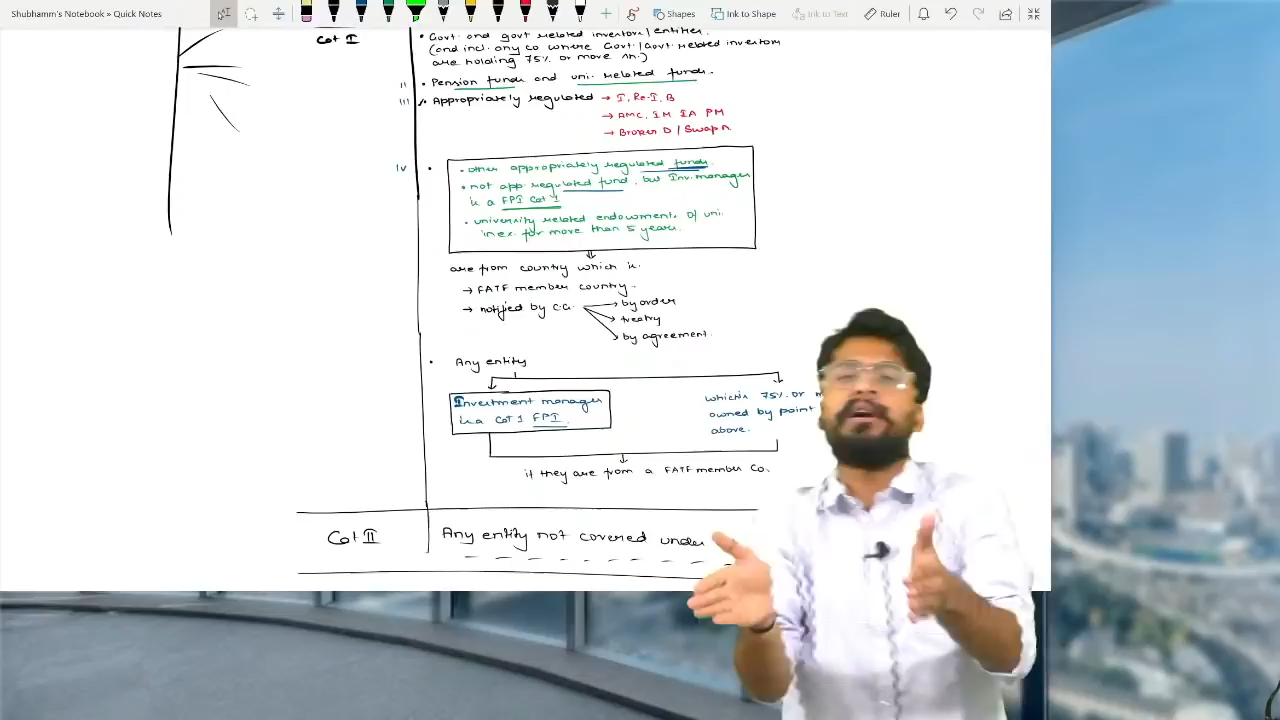 Shubhamm's Notebook » Quick Notes
Shapes
Ink to Shape
Ink to Text
Ruler
Cat I
• Govt. and govt related investors/entities.
(and incl. any co where Govt./Govt. related investors
are holding 75% or more in.)
ii • Pension funds and uni. related funds.
iii • Appropriately regulated → I, Re-I, B
→ AMC, IM IA PM
→ Broker D / Swap
iv •
• other appropriately regulated funds.
• not app. regulated fund, but Inv. manager
is a FPI Cat 1
• university related endowments of uni.
in ex. for more than 5 years.
are from country which is.
→ FATF member country.
→ notified by C.G. → by order
→ treaty
→ by agreement.
• Any entity
Investment manager
is a Cat 1 FPI.
which is 75% or
owned by point
above.
if they are from a FATF member Co.
Cat II
Any entity not covered under